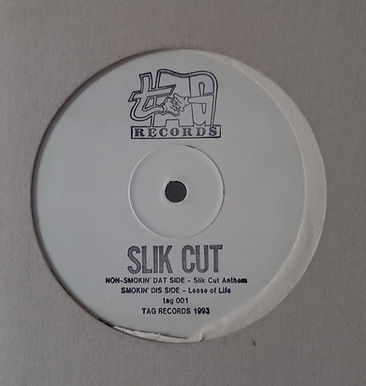 tAG
RECORDS
SLIK CUT
NON-SMOKIN' DAT SIDE - Slik Cut Anthem
SMOKIN' DIS SIDE - Lease of Life
tag 001
TAG RECORDS 1993